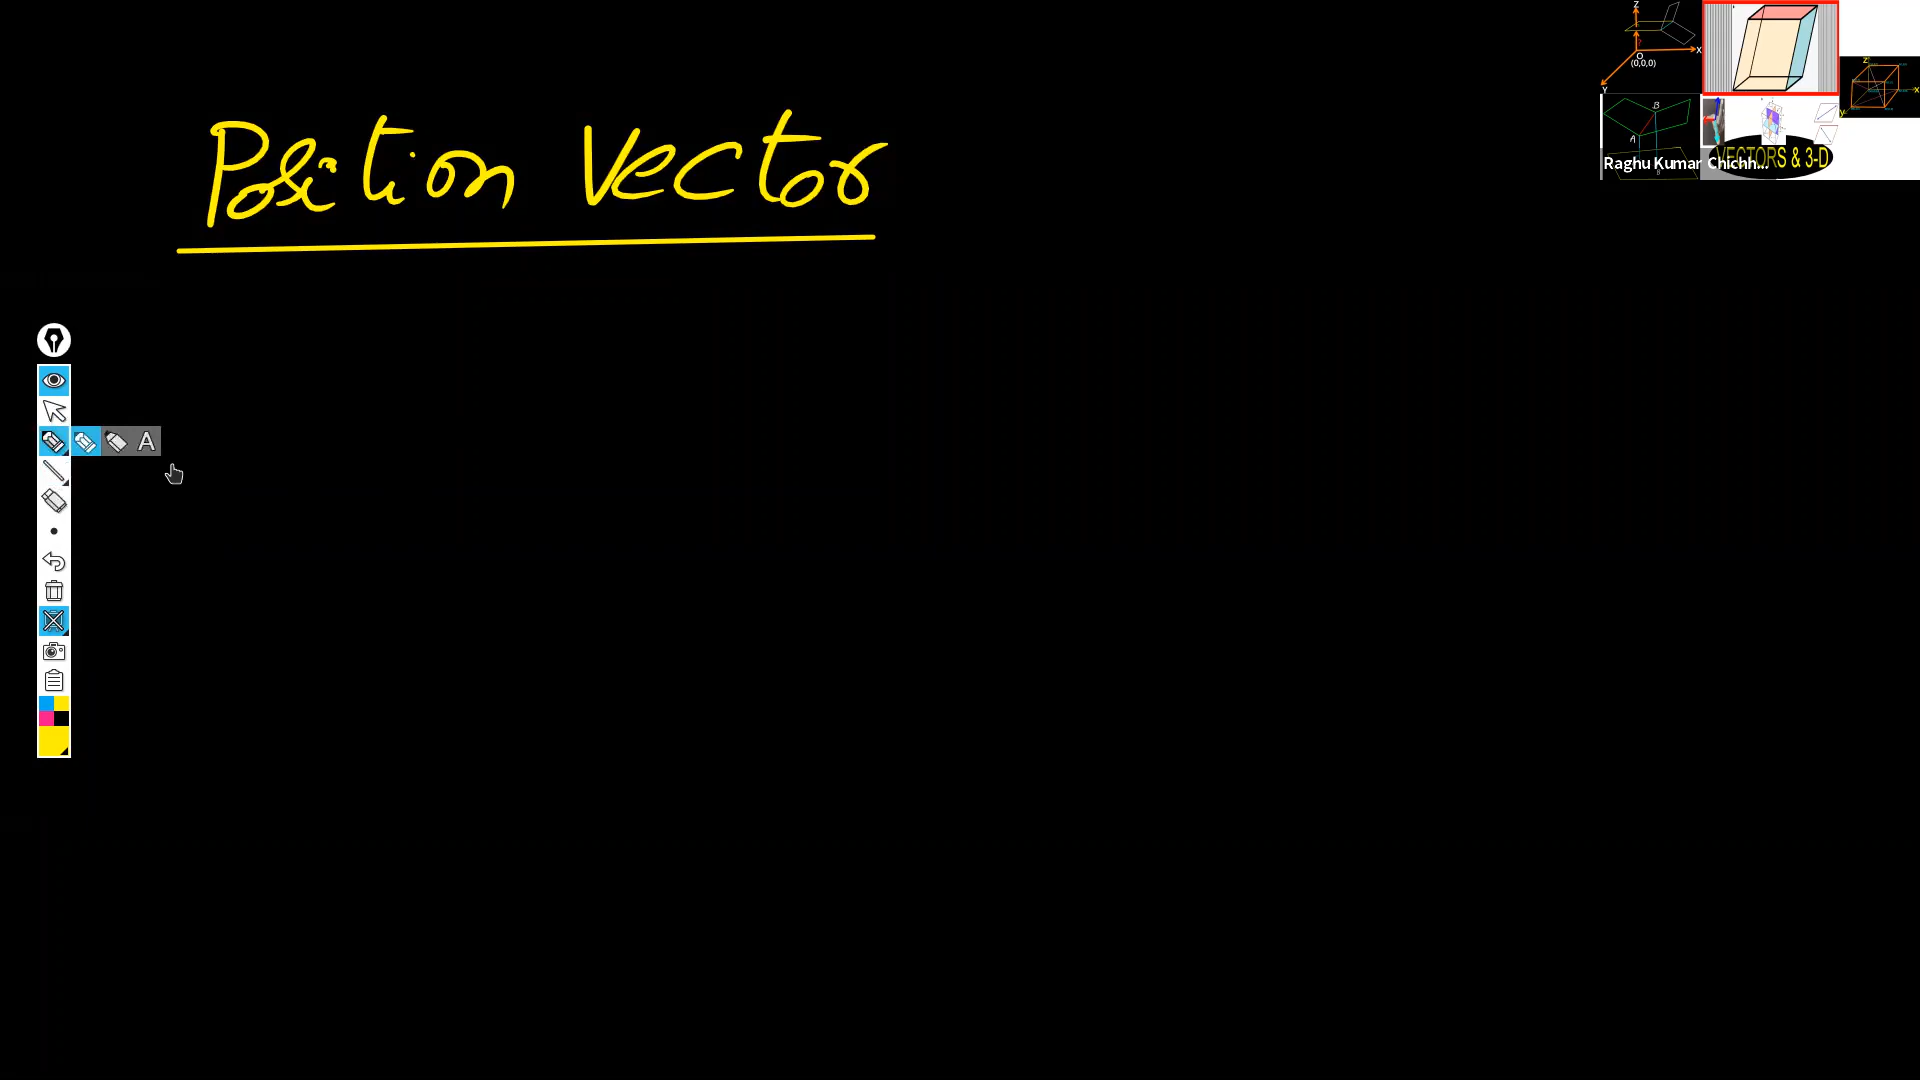 Position Vector
Z
X
O
(0,0,0)
Y
B
A
Z
X
Y
Raghu Kumar Chichh...
VECTORS & 3-D
A